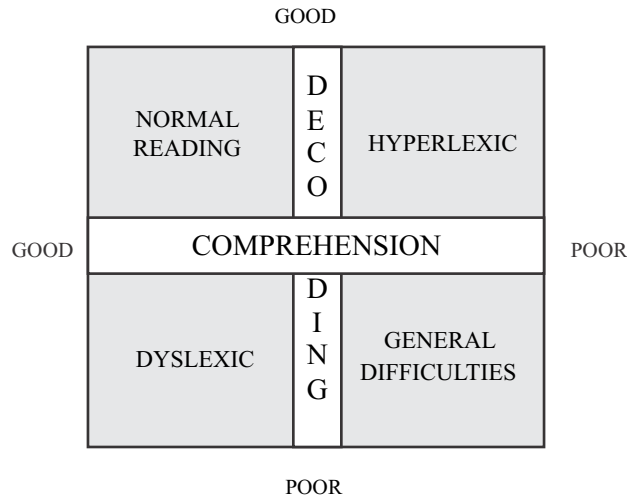 GOOD
D
E
C
O
NORMAL
READING
HYPERLEXIC
GOOD
COMPREHENSION
POOR
D
I
N
G
DYSLEXIC
GENERAL
DIFFICULTIES
POOR